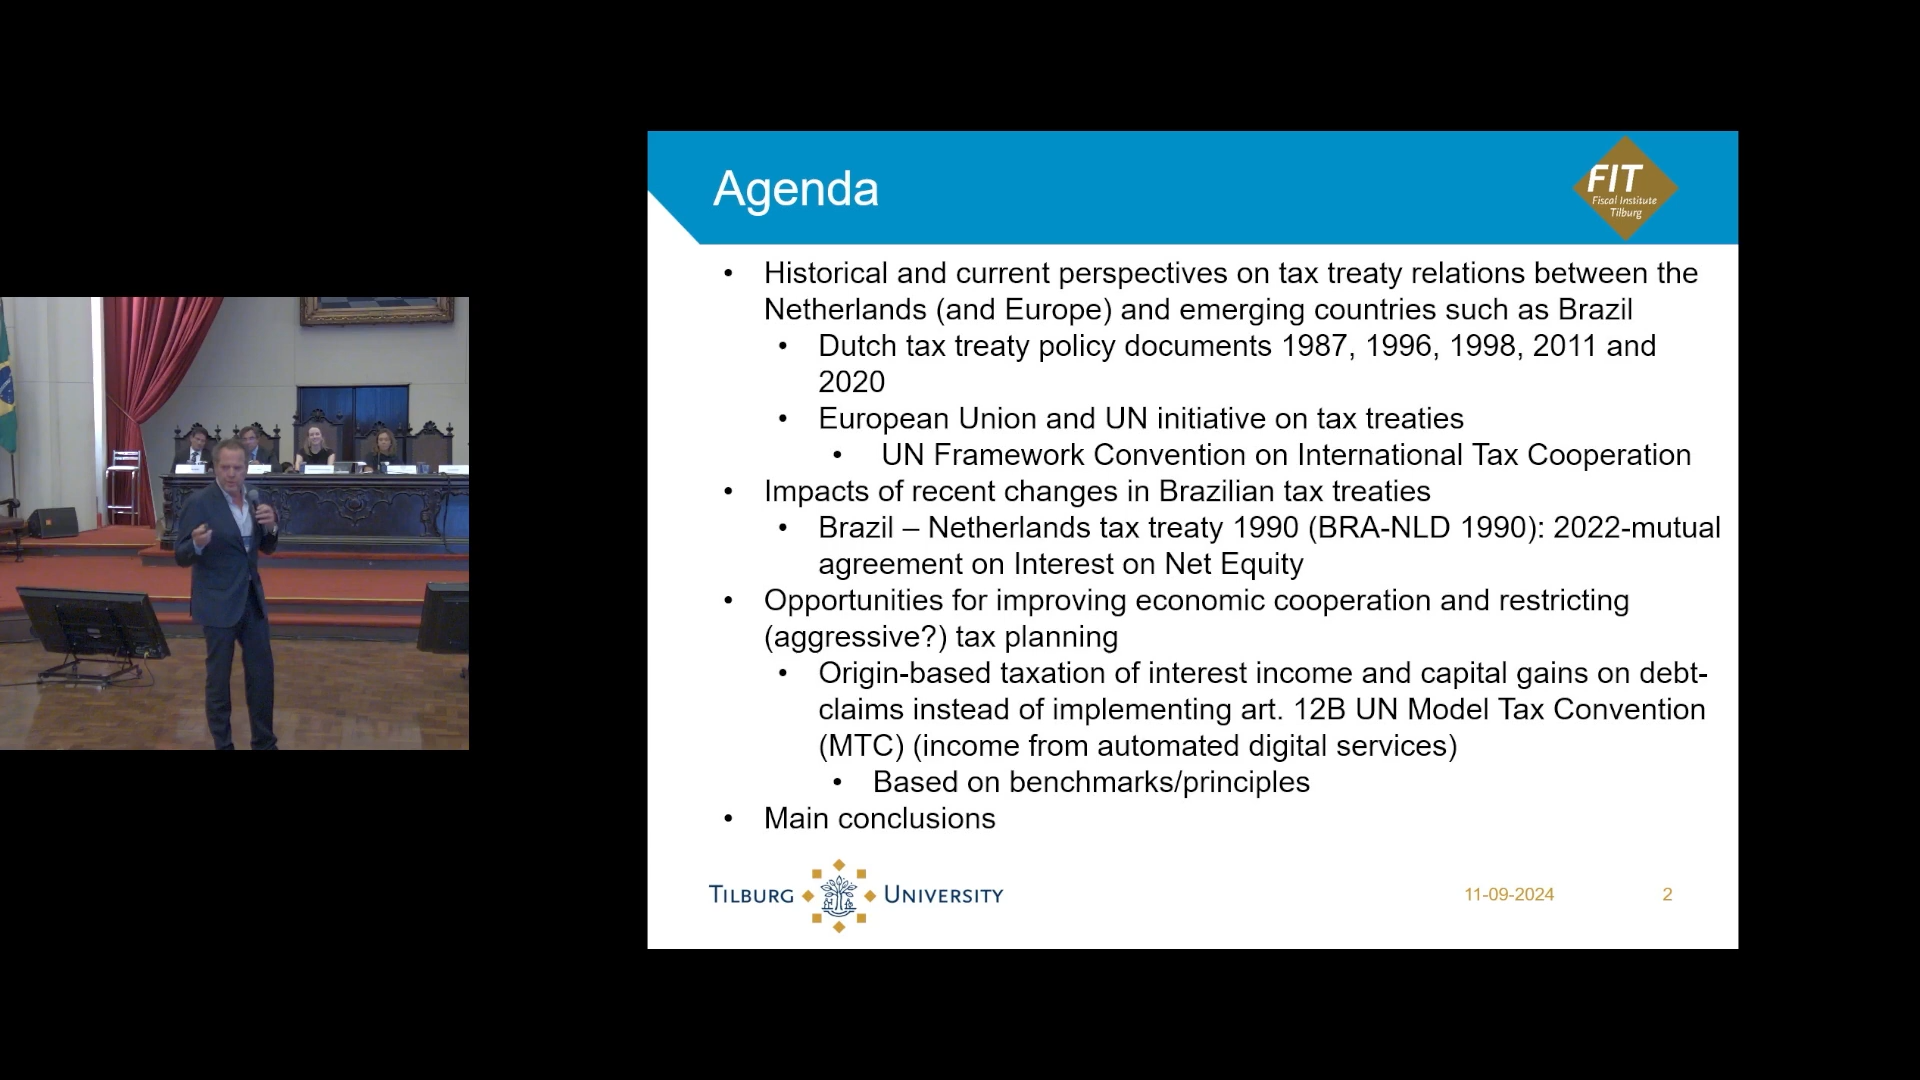 Agenda
FIT
Fiscal Institute
Tilburg
• Historical and current perspectives on tax treaty relations between the
Netherlands (and Europe) and emerging countries such as Brazil
• Dutch tax treaty policy documents 1987, 1996, 1998, 2011 and
2020
• European Union and UN initiative on tax treaties
• UN Framework Convention on International Tax Cooperation
• Impacts of recent changes in Brazilian tax treaties
• Brazil – Netherlands tax treaty 1990 (BRA-NLD 1990): 2022-mutual
agreement on Interest on Net Equity
• Opportunities for improving economic cooperation and restricting
(aggressive?) tax planning
• Origin-based taxation of interest income and capital gains on debt-
claims instead of implementing art. 12B UN Model Tax Convention
(MTC) (income from automated digital services)
• Based on benchmarks/principles
• Main conclusions
TILBURG UNIVERSITY
11-09-2024 2